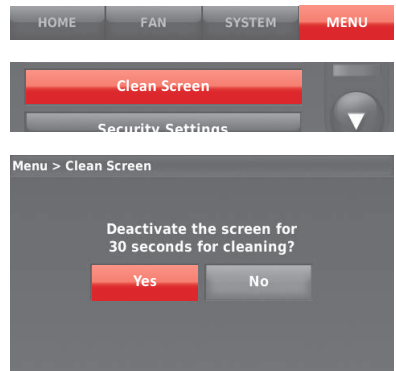 HOME FAN SYSTEM MENU
Clean Screen
Security Settings
Menu > Clean Screen
Deactivate the screen for
30 seconds for cleaning?
Yes No